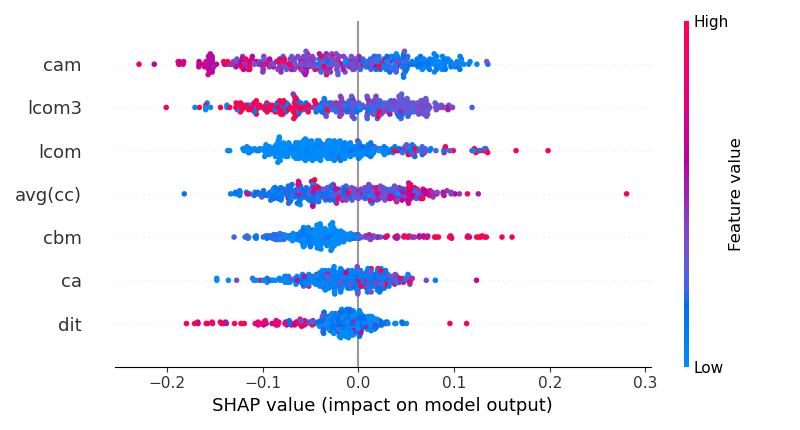 High
cam
lcom3
lcom
avg(cc)
cbm
ca
dit
Feature value
Low
−0.2 −0.1 0.0 0.1 0.2 0.3
SHAP value (impact on model output)